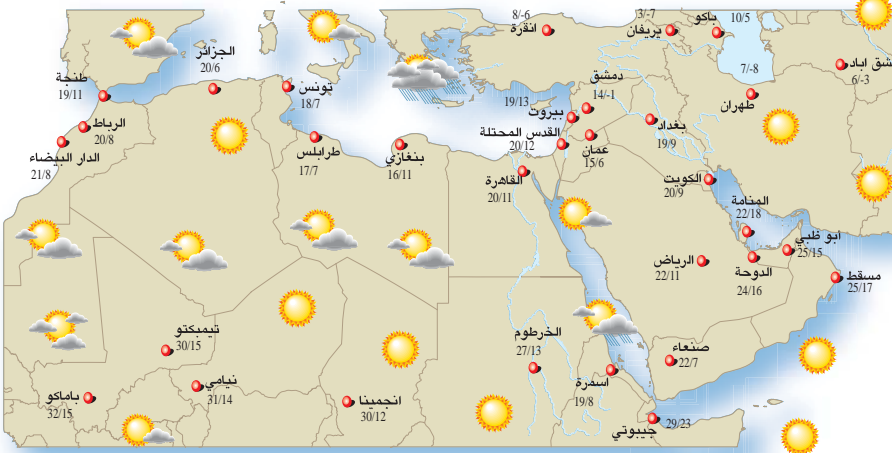 8/-6
انقرة
3/-7
يريفان
باكو
10/5
7/-8
طهران
شق اباد
6/-3
الجزائر
20/6
طنجة
19/11
الرباط
20/8
الدار البيضاء
21/8
تونس
18/7
طرابلس
17/7
بنغازي
16/11
دمشق
14/-1
19/13
بيروت
القدس المحتلة
20/12
عمان
15/6
بغداد
19/9
القاهرة
20/11
الكويت
20/9
المنامة
22/18
ابو ظبي
25/15
الرياض
22/11
الدوحة
24/16
مسقط
25/17
تيمبكتو
30/15
الخرطوم
27/13
صنعاء
22/7
نيامي
31/14
باماكو
32/15
انجمينا
30/12
اسمرة
19/8
29/23
جيبوتي